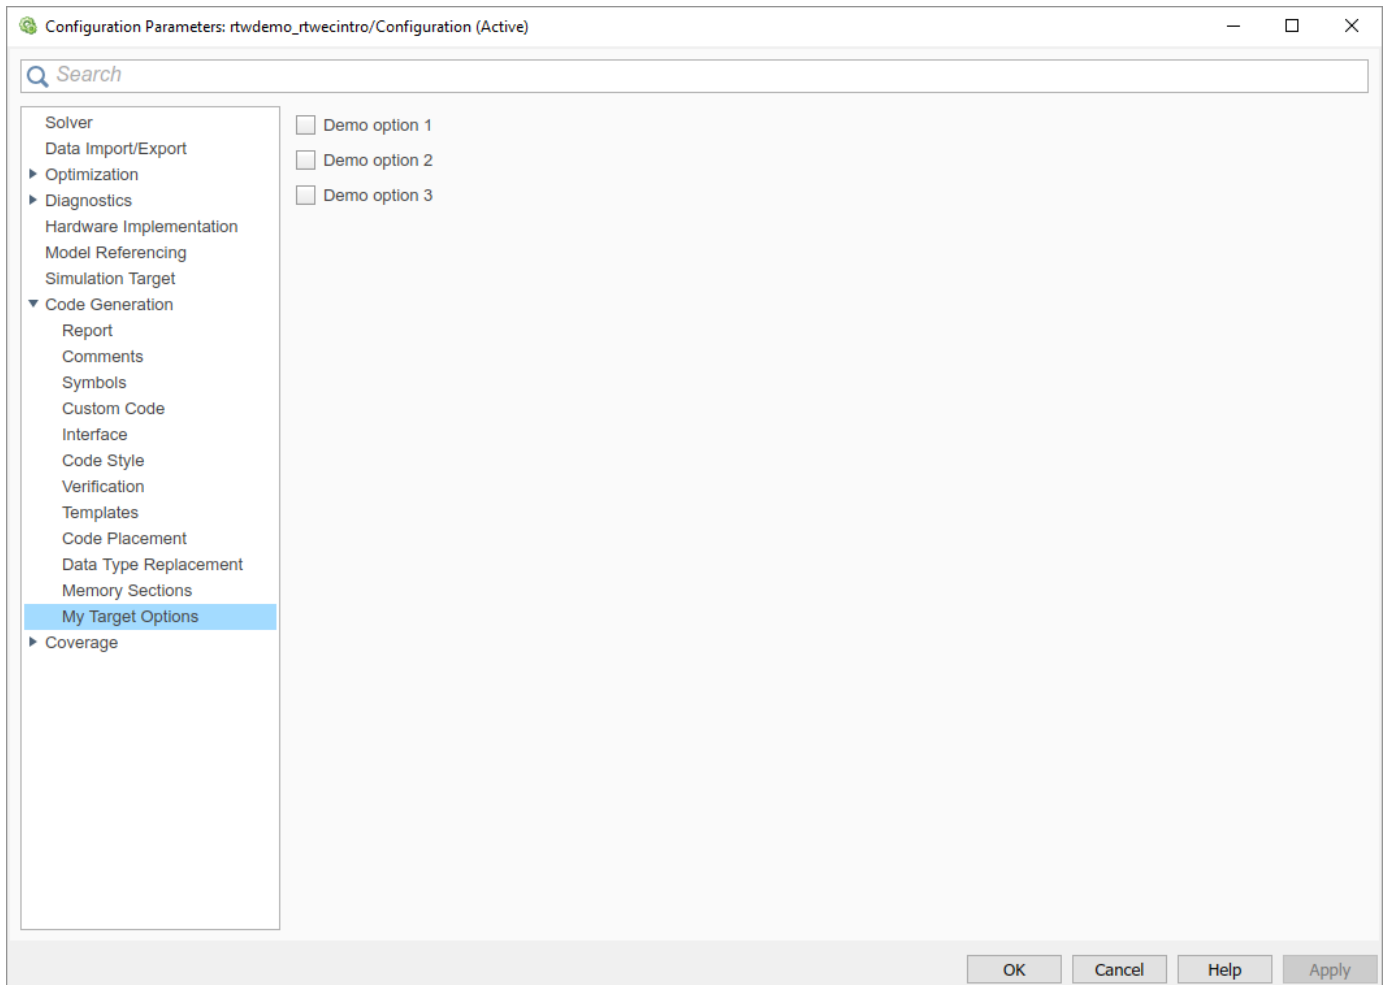 Configuration Parameters: rtwdemo_rtwecintro/Configuration (Active)
Search
Solver
Data Import/Export
Optimization
Diagnostics
Hardware Implementation
Model Referencing
Simulation Target
Code Generation
Report
Comments
Symbols
Custom Code
Interface
Code Style
Verification
Templates
Code Placement
Data Type Replacement
Memory Sections
My Target Options
Coverage
Demo option 1
Demo option 2
Demo option 3
OK Cancel Help Apply